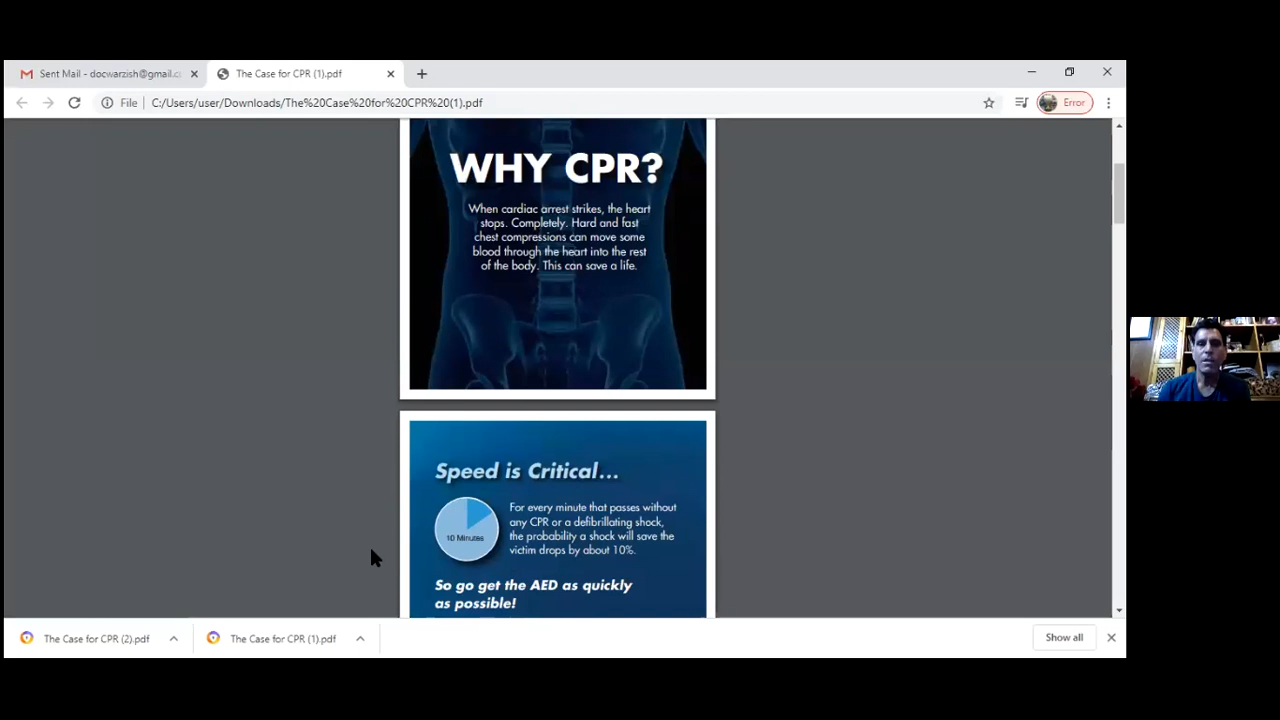 Sent Mail - docwarzish@gmail.c
The Case for CPR (1).pdf
File
C:/Users/user/Downloads/The%20Case%20for%20CPR%20(1).pdf
Error
WHY CPR?
When cardiac arrest strikes, the heart
stops. Completely. Hard and fast
chest compressions can move some
blood through the heart into the rest
of the body. This can save a life.
Speed is Critical...
10 Minutes
For every minute that passes without
any CPR or a defibrillating shock,
the probability a shock will save the
victim drops by about 10%.
So go get the AED as quickly
as possible!
The Case for CPR (2).pdf
The Case for CPR (1).pdf
Show all